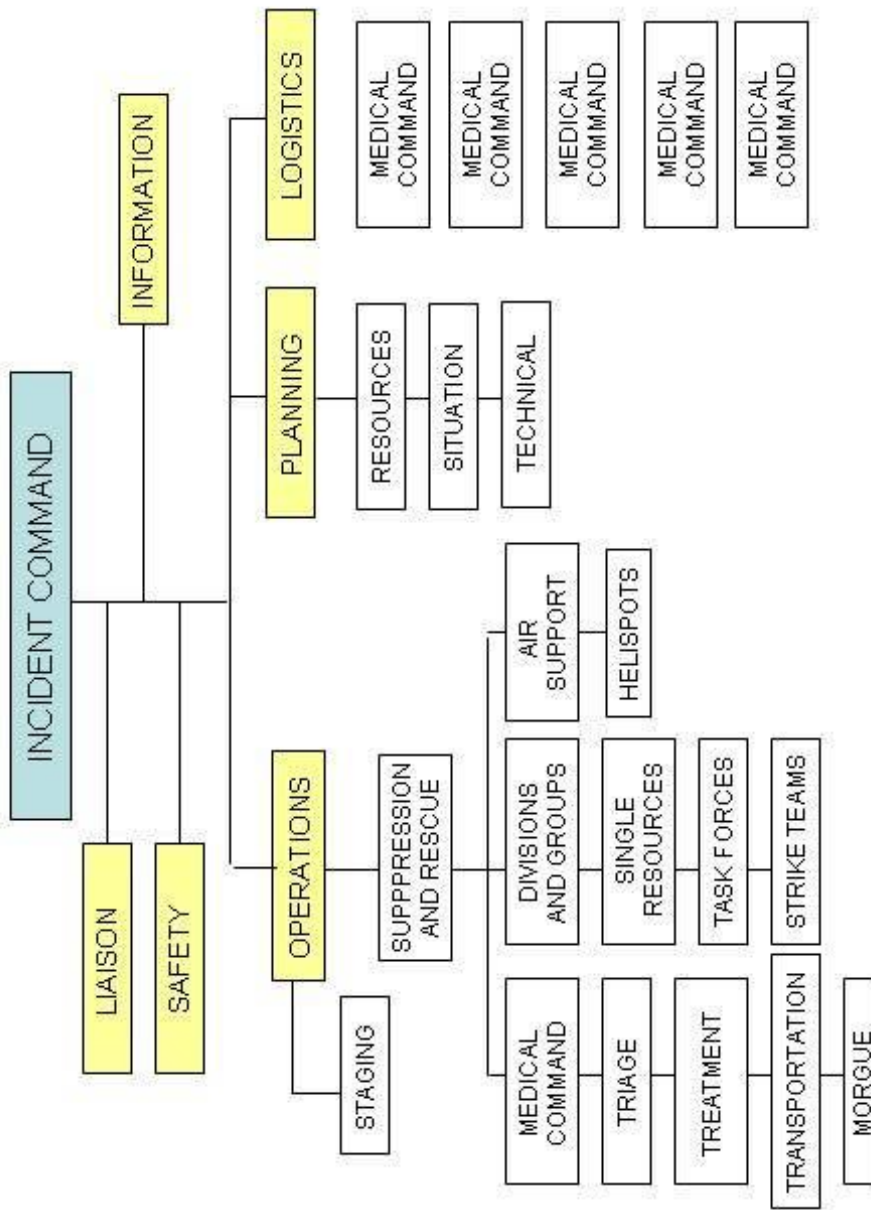 INCIDENT COMMAND
LIAISON
INFORMATION
SAFETY
OPERATIONS
PLANNING
LOGISTICS
STAGING
SUPPPRESSION
AND RESCUE
RESOURCES
SITUATION
TECHNICAL
MEDICAL
COMMAND
MEDICAL
COMMAND
MEDICAL
COMMAND
MEDICAL
COMMAND
MEDICAL
COMMAND
MEDICAL
COMMAND
TRIAGE
TREATMENT
TRANSPORTATION
MORGUE
DIVISIONS
AND GROUPS
SINGLE
RESOURCES
TASK FORCES
STRIKE TEAMS
AIR
SUPPORT
HELISPOTS